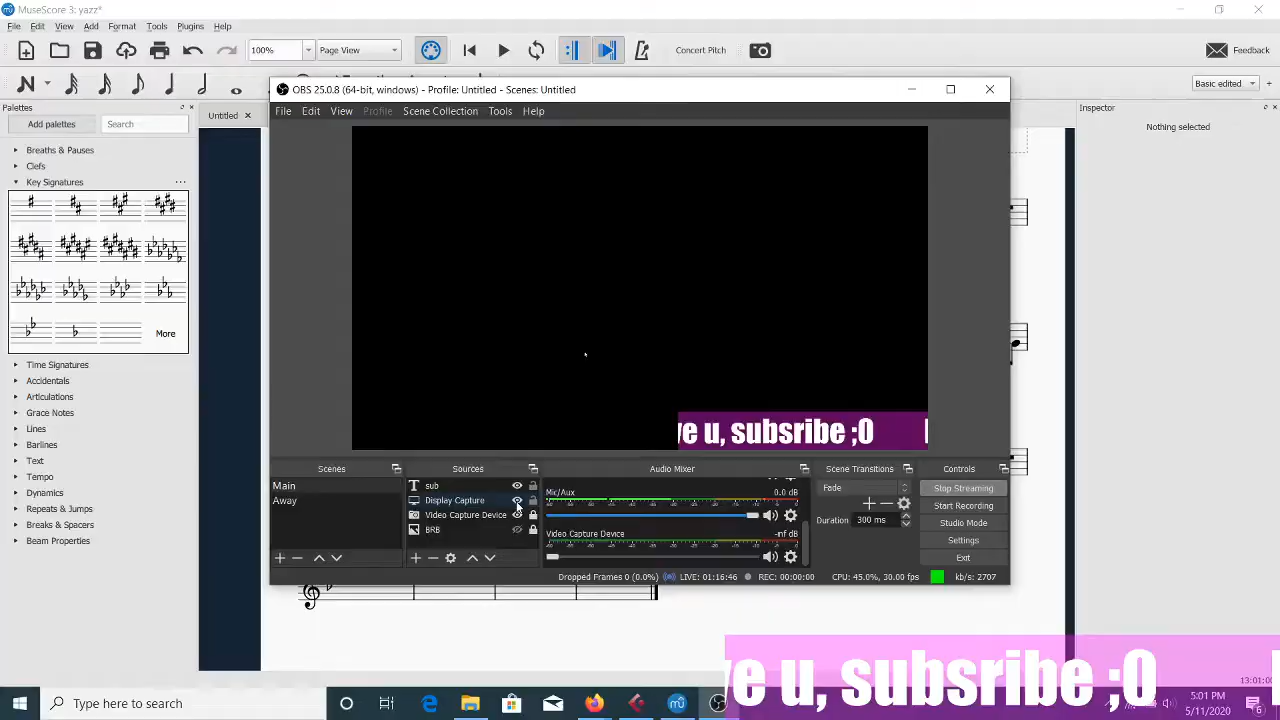 MuseScore 3: yazz*
File Edit View Add Format Tools Plugins Help
100% Page View Concert Pitch Feedback
Basic edited
Palettes
Add palettes Search
Untitled
Breaths & Pauses
Clefs
Key Signatures
More
Time Signatures
Accidentals
Articulations
Grace Notes
Lines
Barlines
Text
Tempo
Dynamics
Repeats & Jumps
Breaks & Spaces
Beam Properties
Inspector
Nothing selected
OBS 25.0.8 (64-bit, windows) - Profile: Untitled - Scenes: Untitled
File Edit View Profile Scene Collection Tools Help
ve u, subsribe ;0
Scenes
Main
Away
Sources
sub
Display Capture
Video Capture Device
BRB
Audio Mixer
Mic/Aux 0.0 dB
Video Capture Device -inf dB
Scene Transitions
Fade
Duration 300 ms
Controls
Stop Streaming
Start Recording
Studio Mode
Settings
Exit
Dropped Frames 0 (0.0%) LIVE: 01:16:46 REC: 00:00:00 CPU: 45.0%, 30.00 fps kb/s: 2707
ve u, subsribe ;0
Type here to search
13:01:00
5:01 PM
5/11/2020
6